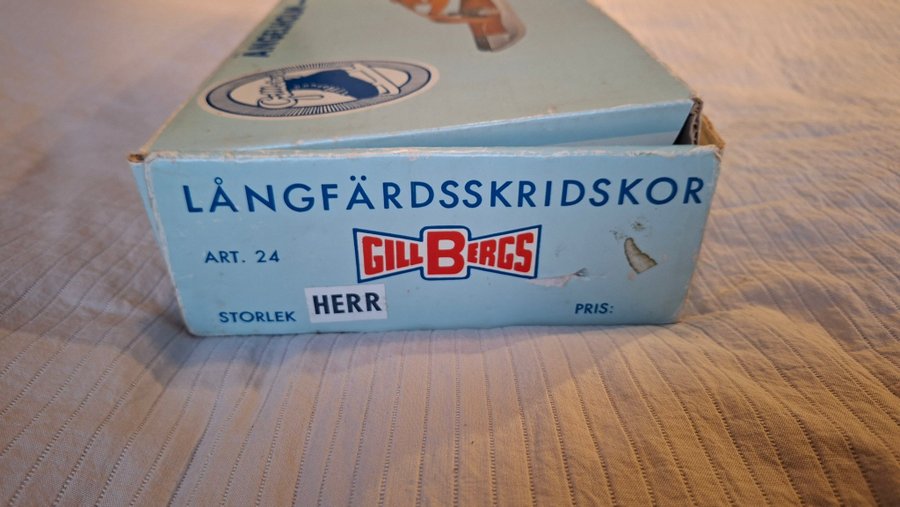 LÅNGFÄRDSSKRIDSKOR
ART. 24
GILLBERGS
STORLEK HERR
PRIS: